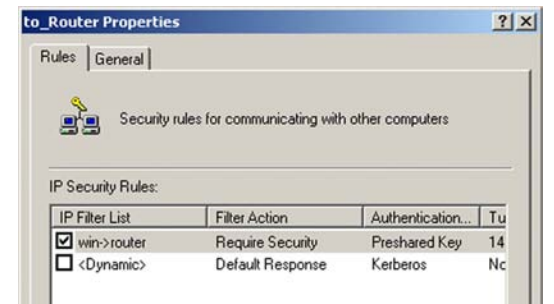 to_Router Properties
Rules
General
Security rules for communicating with other computers
IP Security Rules:
IP Filter List Filter Action Authentication... Tu
win->router Require Security Preshared Key 14
<Dynamic> Default Response Kerberos Nc